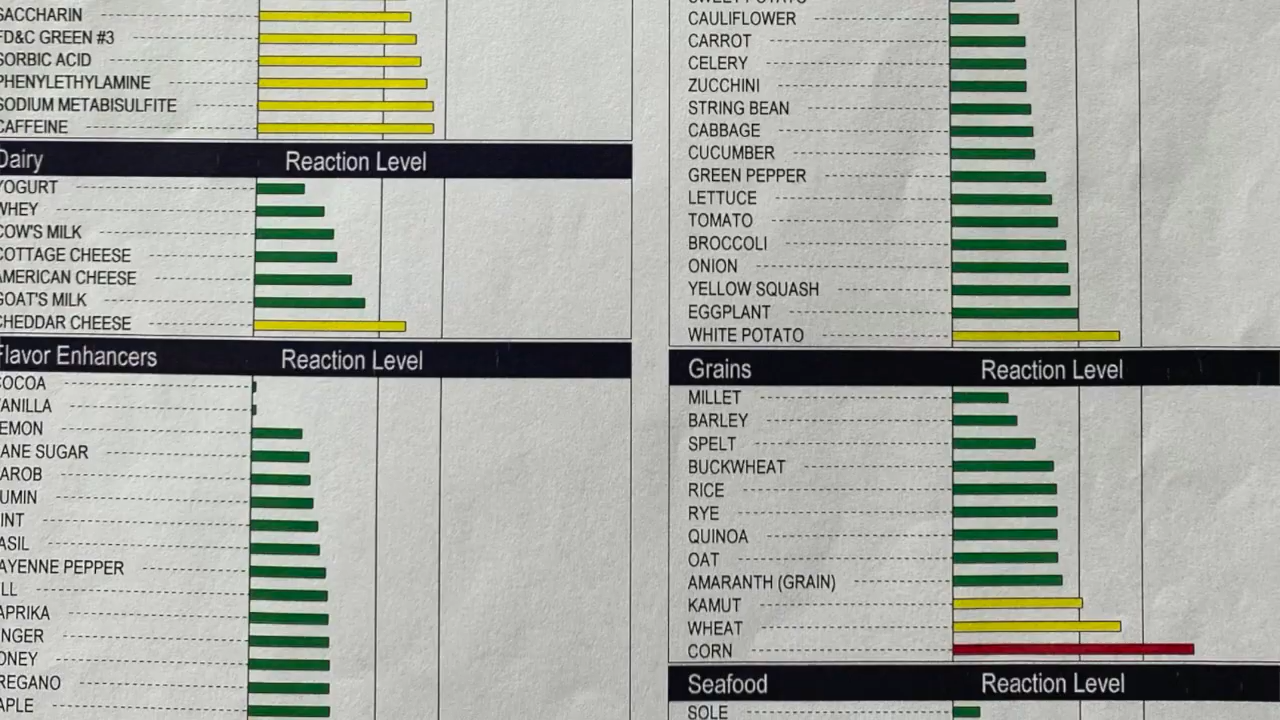 SACCHARIN
FD&C GREEN #3
SORBIC ACID
PHENYLETHYLAMINE
SODIUM METABISULFITE
CAFFEINE
Dairy Reaction Level
YOGURT
WHEY
COW'S MILK
COTTAGE CHEESE
AMERICAN CHEESE
GOAT'S MILK
CHEDDAR CHEESE
Flavor Enhancers Reaction Level
COCOA
VANILLA
LEMON
CANE SUGAR
CAROB
CUMIN
MINT
BASIL
CAYENNE PEPPER
DILL
PAPRIKA
GINGER
HONEY
OREGANO
MAPLE
SWEET POTATO
CAULIFLOWER
CARROT
CELERY
ZUCCHINI
STRING BEAN
CABBAGE
CUCUMBER
GREEN PEPPER
LETTUCE
TOMATO
BROCCOLI
ONION
YELLOW SQUASH
EGGPLANT
WHITE POTATO
Grains Reaction Level
MILLET
BARLEY
SPELT
BUCKWHEAT
RICE
RYE
QUINOA
OAT
AMARANTH (GRAIN)
KAMUT
WHEAT
CORN
Seafood Reaction Level
SOLE